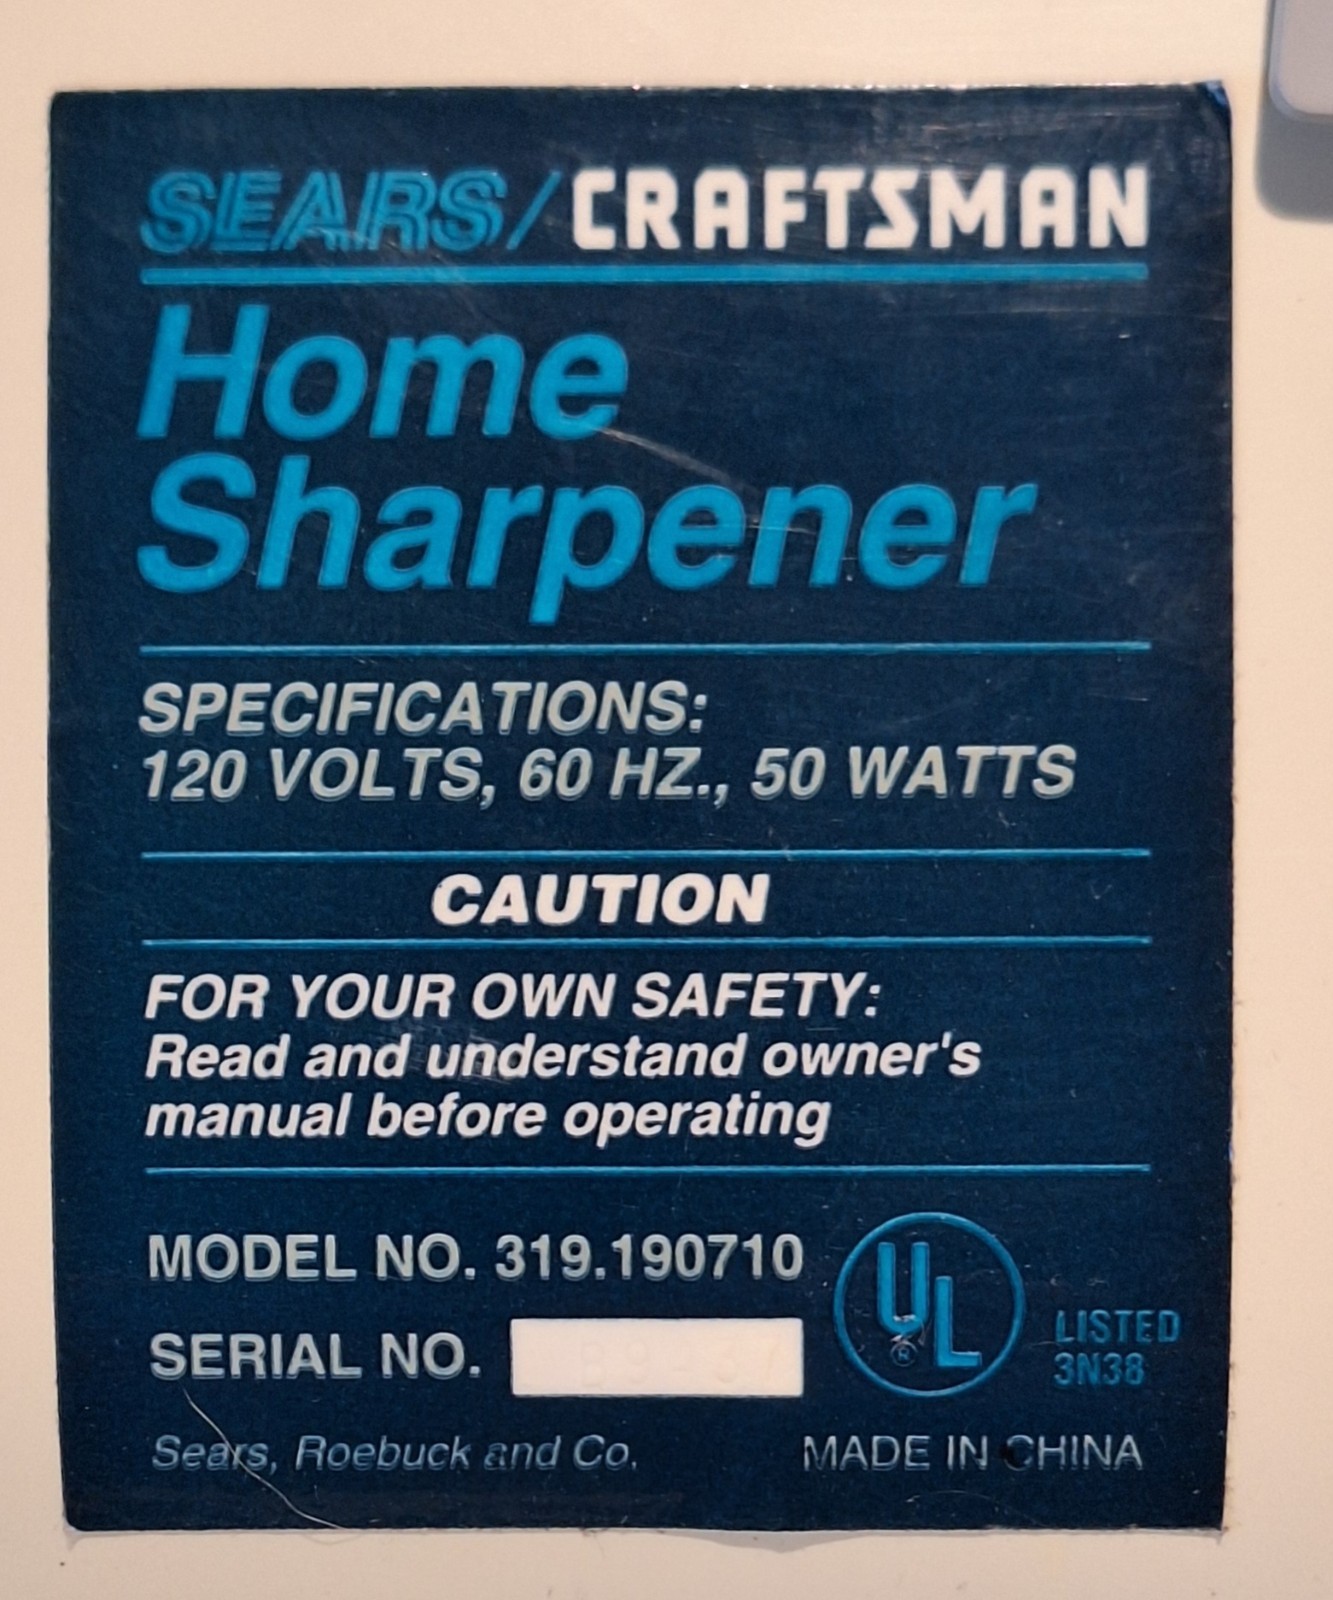 SEARS/CRAFTSMAN
Home
Sharpener
SPECIFICATIONS:
120 VOLTS, 60 HZ., 50 WATTS
CAUTION
FOR YOUR OWN SAFETY:
Read and understand owner's
manual before operating
MODEL NO. 319.190710
SERIAL NO.
UL
®
LISTED
3N38
Sears, Roebuck and Co.
MADE IN CHINA